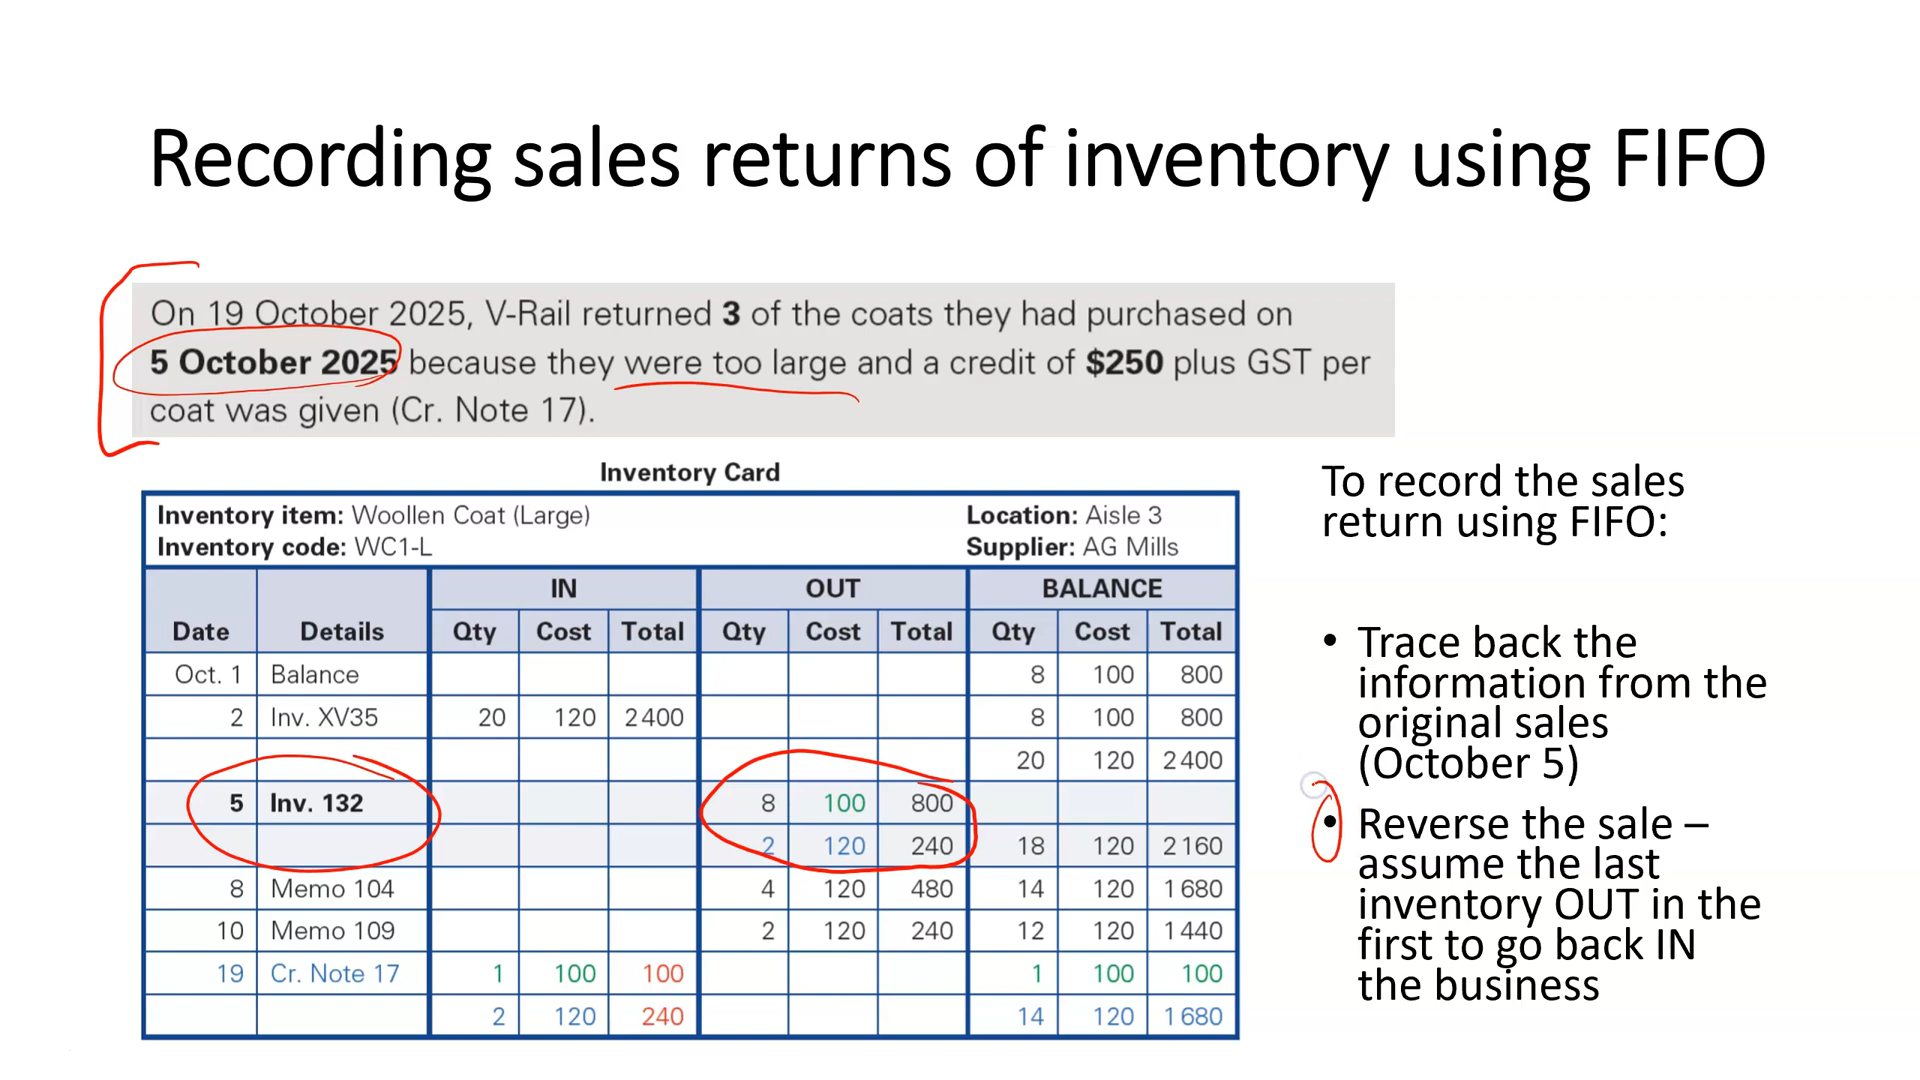 Recording sales returns of inventory using FIFO
On 19 October 2025, V-Rail returned 3 of the coats they had purchased on
5 October 2025 because they were too large and a credit of $250 plus GST per
coat was given (Cr. Note 17).
Inventory Card
Inventory item: Woollen Coat (Large) Location: Aisle 3
Inventory code: WC1-L Supplier: AG Mills
IN OUT BALANCE
Date Details Qty Cost Total Qty Cost Total Qty Cost Total
Oct. 1 Balance 8 100 800
2 Inv. XV35 20 120 2400 8 100 800
20 120 2400
5 Inv. 132 8 100 800
2 120 240 18 120 2160
8 Memo 104 4 120 480 14 120 1680
10 Memo 109 2 120 240 12 120 1440
19 Cr. Note 17 1 100 100 1 100 100
2 120 240 14 120 1680
To record the sales
return using FIFO:
• Trace back the
information from the
original sales
(October 5)
• Reverse the sale –
assume the last
inventory OUT in the
first to go back IN
the business